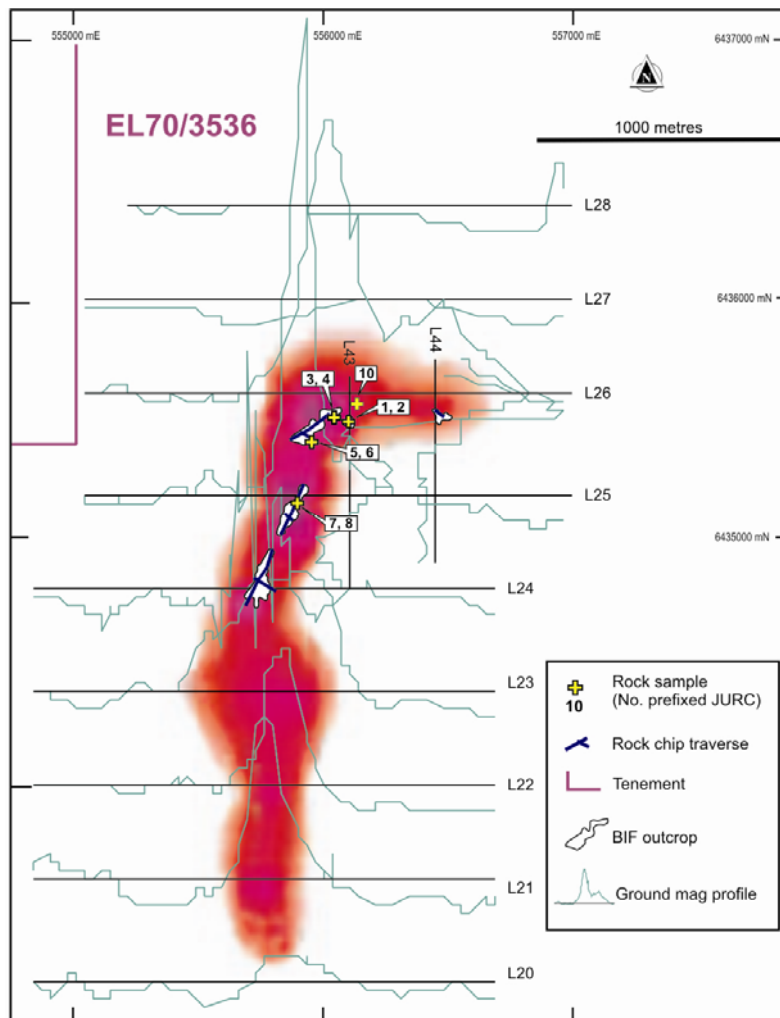 555000 mE
556000 mE
557000 mE
6437000 mN
N
EL70/3536
1000 metres
L28
L27
6436000 mN
L43
L44
L26
3, 4
10
1, 2
5, 6
L25
7, 8
6435000 mN
L24
L23
L22
L21
L20
Rock sample
(No. prefixed JURC)
10
Rock chip traverse
Tenement
BIF outcrop
Ground mag profile